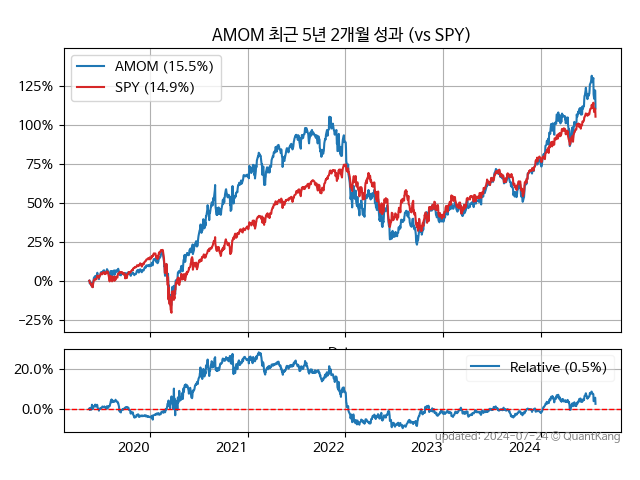 AMOM 최근 5년 2개월 성과 (vs SPY)
AMOM (15.5%)
SPY (14.9%)
125%
100%
75%
50%
25%
0%
−25%
Relative (0.5%)
20.0%
0.0%
updated: 2024-07-24 © QuantKang
2020
2021
2022
2023
2024